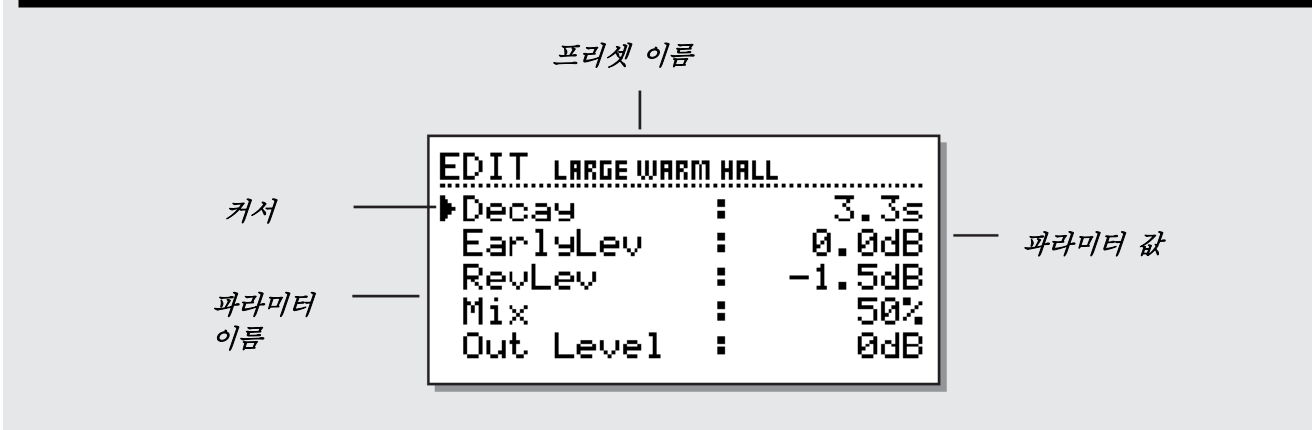 프리셋 이름
EDIT LARGE WARM HALL
커서
Decay : 3.3s
EarlyLev : 0.0dB
파라미터 값
RevLev : -1.5dB
파라미터
이름
Mix : 50%
Out Level : 0dB